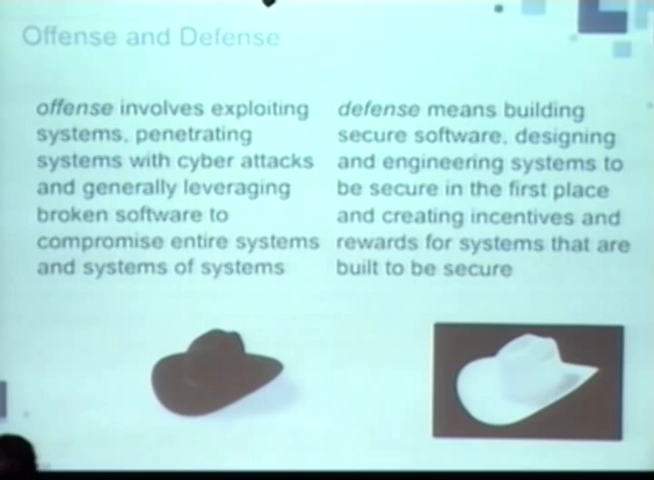 Offense and Defense
offense involves exploiting
systems, penetrating
systems with cyber attacks
and generally leveraging
broken software to
compromise entire systems
and systems of systems
defense means building
secure software, designing
and engineering systems to
be secure in the first place
and creating incentives and
rewards for systems that are
built to be secure